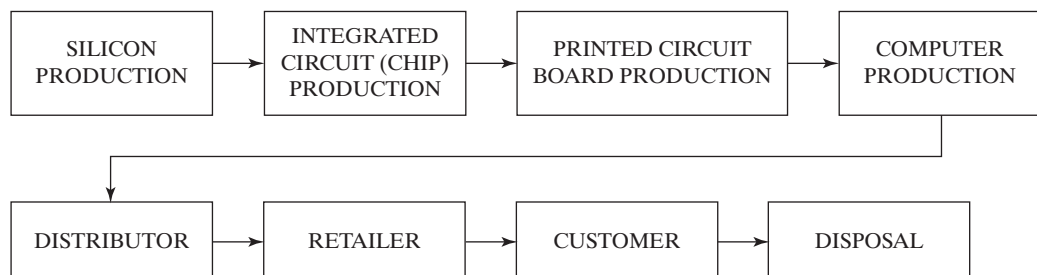 SILICON
PRODUCTION
INTEGRATED
CIRCUIT (CHIP)
PRODUCTION
PRINTED CIRCUIT
BOARD PRODUCTION
COMPUTER
PRODUCTION
DISTRIBUTOR
RETAILER
CUSTOMER
DISPOSAL